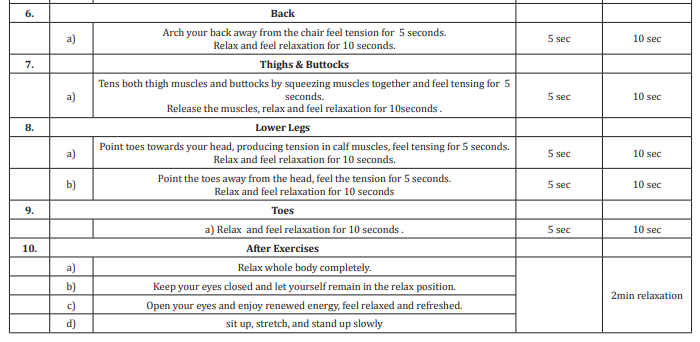 6. Back
a) Arch your back away from the chair feel tension for 5 seconds. 5 sec 10 sec
Relax and feel relaxation for 10 seconds.
7. Thighs & Buttocks
a) Tens both thigh muscles and buttocks by squeezing muscles together and feel tensing for 5 5 sec 10 sec
seconds.
Release the muscles, relax and feel relaxation for 10seconds .
8. Lower Legs
a) Point toes towards your head, producing tension in calf muscles, feel tensing for 5 seconds. 5 sec 10 sec
Relax and feel relaxation for 10 seconds.
b) Point the toes away from the head, feel the tension for 5 seconds. 5 sec 10 sec
Relax and feel relaxation for 10 seconds
9. Toes
a) Relax and feel relaxation for 10 seconds . 5 sec 10 sec
10. After Exercises
a) Relax whole body completely.
b) Keep your eyes closed and let yourself remain in the relax position.
2min relaxation
c) Open your eyes and enjoy renewed energy, feel relaxed and refreshed.
d) sit up, stretch, and stand up slowly